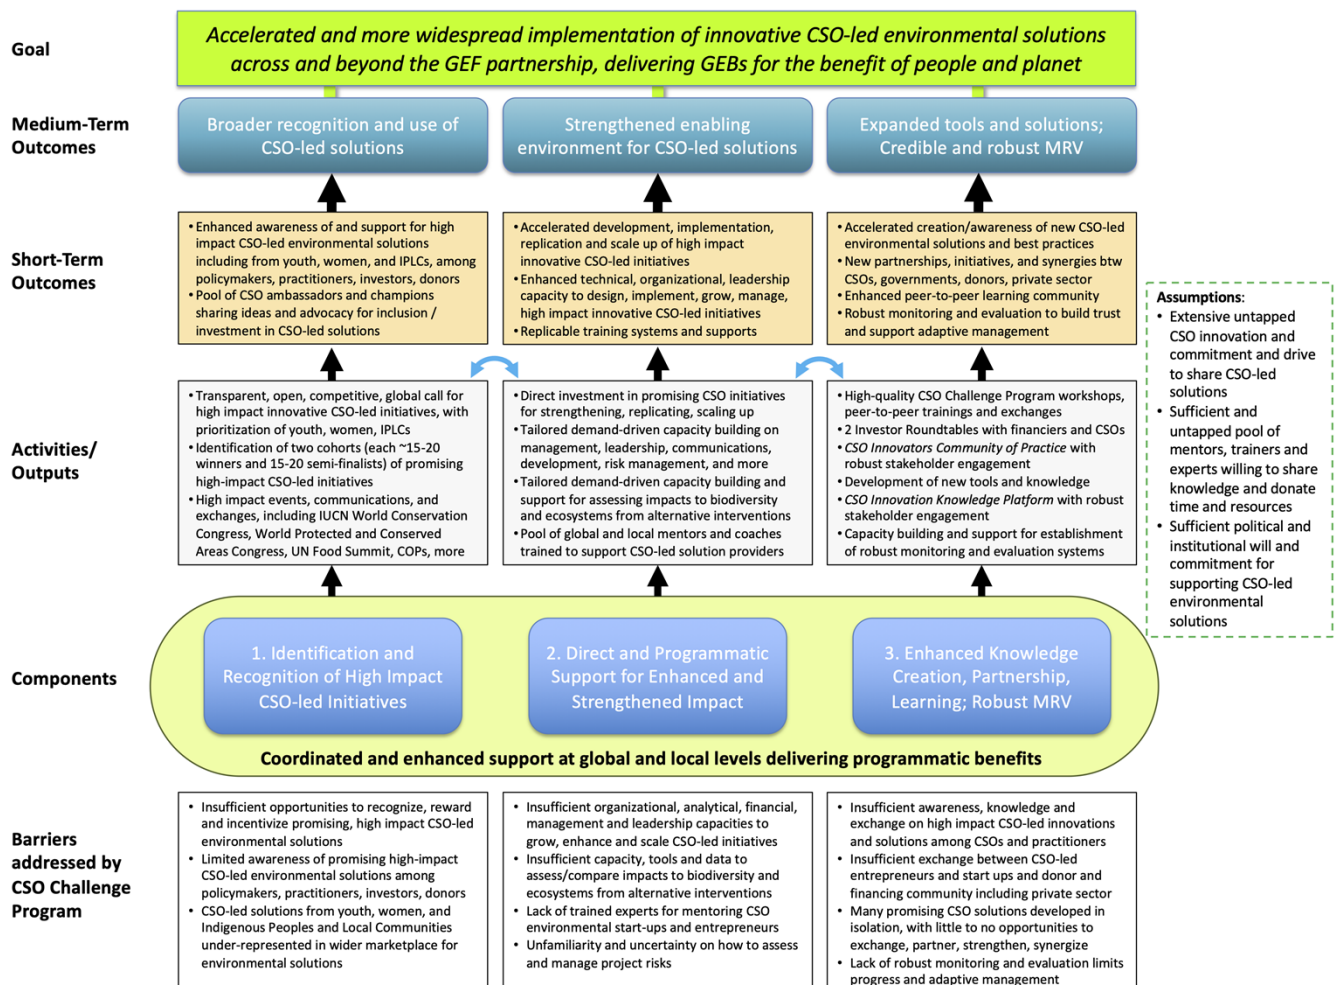 Goal
Accelerated and more widespread implementation of innovative CSO-led environmental solutions
across and beyond the GEF partnership, delivering GEBs for the benefit of people and planet
Medium-Term
Outcomes
Broader recognition and use of
CSO-led solutions
Strengthened enabling
environment for CSO-led solutions
Expanded tools and solutions;
Credible and robust MRV
Short-Term
Outcomes
• Enhanced awareness of and support for high
impact CSO-led environmental solutions
including from youth, women, and IPLCs, among
policymakers, practitioners, investors, donors
• Pool of CSO ambassadors and champions
sharing ideas and advocacy for inclusion /
investment in CSO-led solutions
• Accelerated development, implementation,
replication and scale up of high impact
innovative CSO-led initiatives
• Enhanced technical, organizational, leadership
capacity to design, implement, grow, manage,
high impact innovative CSO-led initiatives
• Replicable training systems and supports
• Accelerated creation/awareness of new CSO-led
environmental solutions and best practices
• New partnerships, initiatives, and synergies btw
CSOs, governments, donors, private sector
• Enhanced peer-to-peer learning community
• Robust monitoring and evaluation to build trust
and support adaptive management
Activities/
Outputs
• Transparent, open, competitive, global call for
high impact innovative CSO-led initiatives, with
prioritization of youth, women, IPLCs
• Identification of two cohorts (each ~15-20
winners and 15-20 semi-finalists) of promising
high-impact CSO-led initiatives
• High impact events, communications, and
exchanges, including IUCN World Conservation
Congress, World Protected and Conserved
Areas Congress, UN Food Summit, COPs, more
• Direct investment in promising CSO initiatives
for strengthening, replicating, scaling up
• Tailored demand-driven capacity building on
management, leadership, communications,
development, risk management, and more
• Tailored demand-driven capacity building and
support for assessing impacts to biodiversity
and ecosystems from alternative interventions
• Pool of global and local mentors and coaches
trained to support CSO-led solution providers
• High-quality CSO Challenge Program workshops,
peer-to-peer trainings and exchanges
• 2 Investor Roundtables with financiers and CSOs
• CSO Innovators Community of Practice with
robust stakeholder engagement
• Development of new tools and knowledge
• CSO Innovation Knowledge Platform with robust
stakeholder engagement
• Capacity building and support for establishment
of robust monitoring and evaluation systems
Assumptions:
• Extensive untapped
CSO innovation and
commitment and drive
to share CSO-led
solutions
• Sufficient and
untapped pool of
mentors, trainers and
experts willing to share
knowledge and donate
time and resources
• Sufficient political and
institutional will and
commitment for
supporting CSO-led
environmental
solutions
Components
1. Identification and
Recognition of High Impact
CSO-led Initiatives
2. Direct and Programmatic
Support for Enhanced and
Strengthened Impact
3. Enhanced Knowledge
Creation, Partnership,
Learning; Robust MRV
Coordinated and enhanced support at global and local levels delivering programmatic benefits
Barriers
addressed by
CSO Challenge
Program
• Insufficient opportunities to recognize, reward
and incentivize promising, high impact CSO-led
environmental solutions
• Limited awareness of promising high-impact
CSO-led environmental solutions among
policymakers, practitioners, investors, donors
• CSO-led solutions from youth, women, and
Indigenous Peoples and Local Communities
under-represented in wider marketplace for
environmental solutions
• Insufficient organizational, analytical, financial,
management and leadership capacities to
grow, enhance and scale CSO-led initiatives
• Insufficient capacity, tools and data to
assess/compare impacts to biodiversity and
ecosystems from alternative interventions
• Lack of trained experts for mentoring CSO
environmental start-ups and entrepreneurs
• Unfamiliarity and uncertainty on how to assess
and manage project risks
• Insufficient awareness, knowledge and
exchange on high impact CSO-led innovations
and solutions among CSOs and practitioners
• Insufficient exchange between CSO-led
entrepreneurs and start ups and donor and
financing community including private sector
• Many promising CSO solutions developed in
isolation, with little to no opportunities to
exchange, partner, strengthen, synergize
• Lack of robust monitoring and evaluation limits
progress and adaptive management